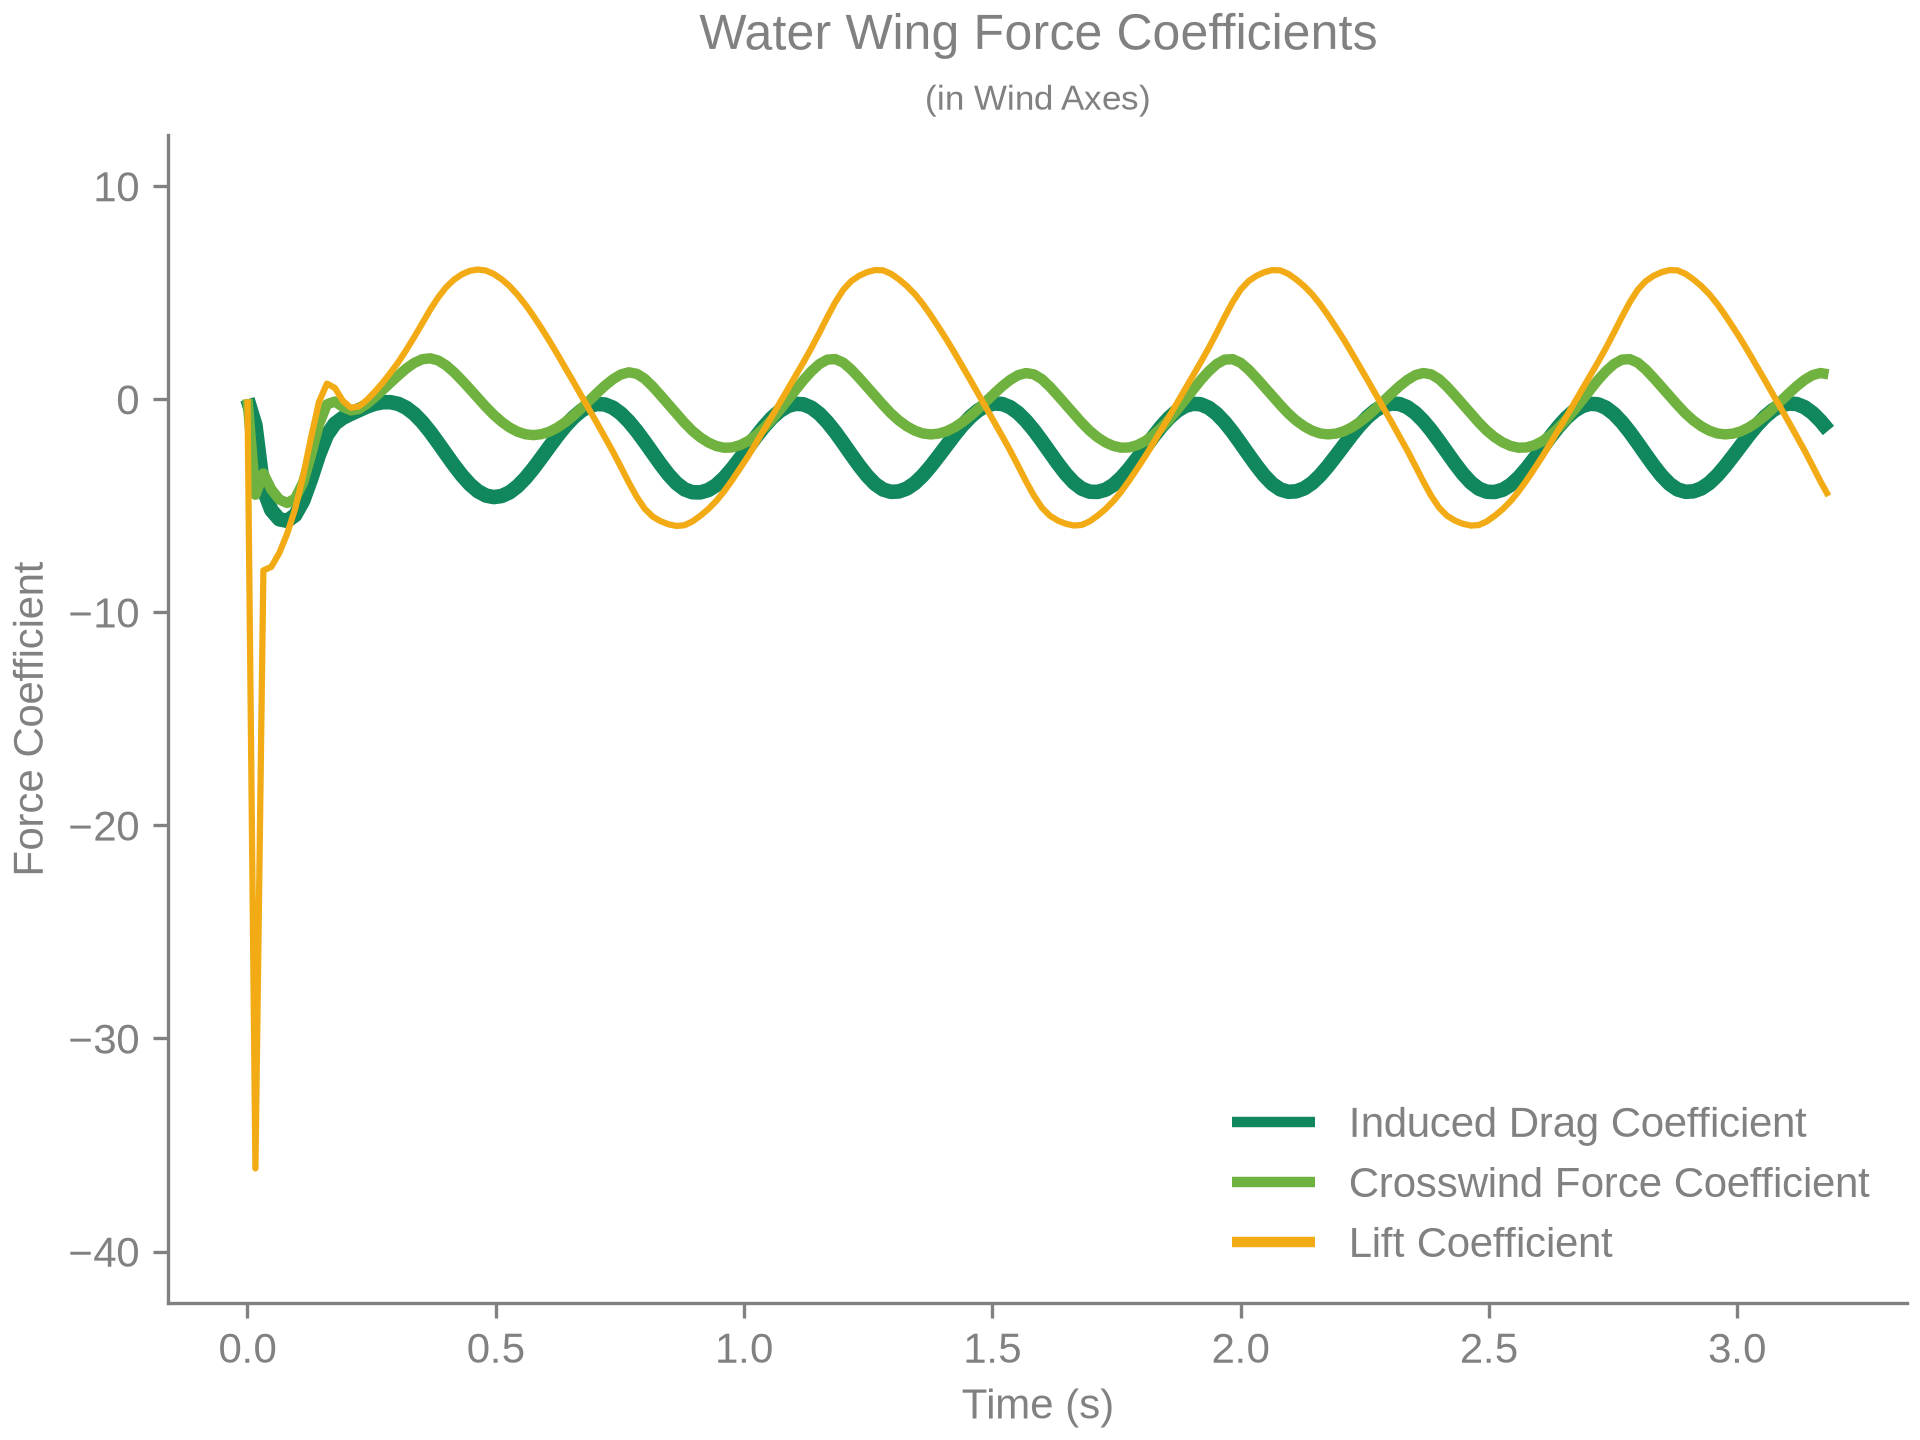 Water Wing Force Coefficients
(in Wind Axes)
10
0
−10
−20
−30
−40
Force Coefficient
Induced Drag Coefficient
Crosswind Force Coefficient
Lift Coefficient
0.0 0.5 1.0 1.5 2.0 2.5 3.0
Time (s)